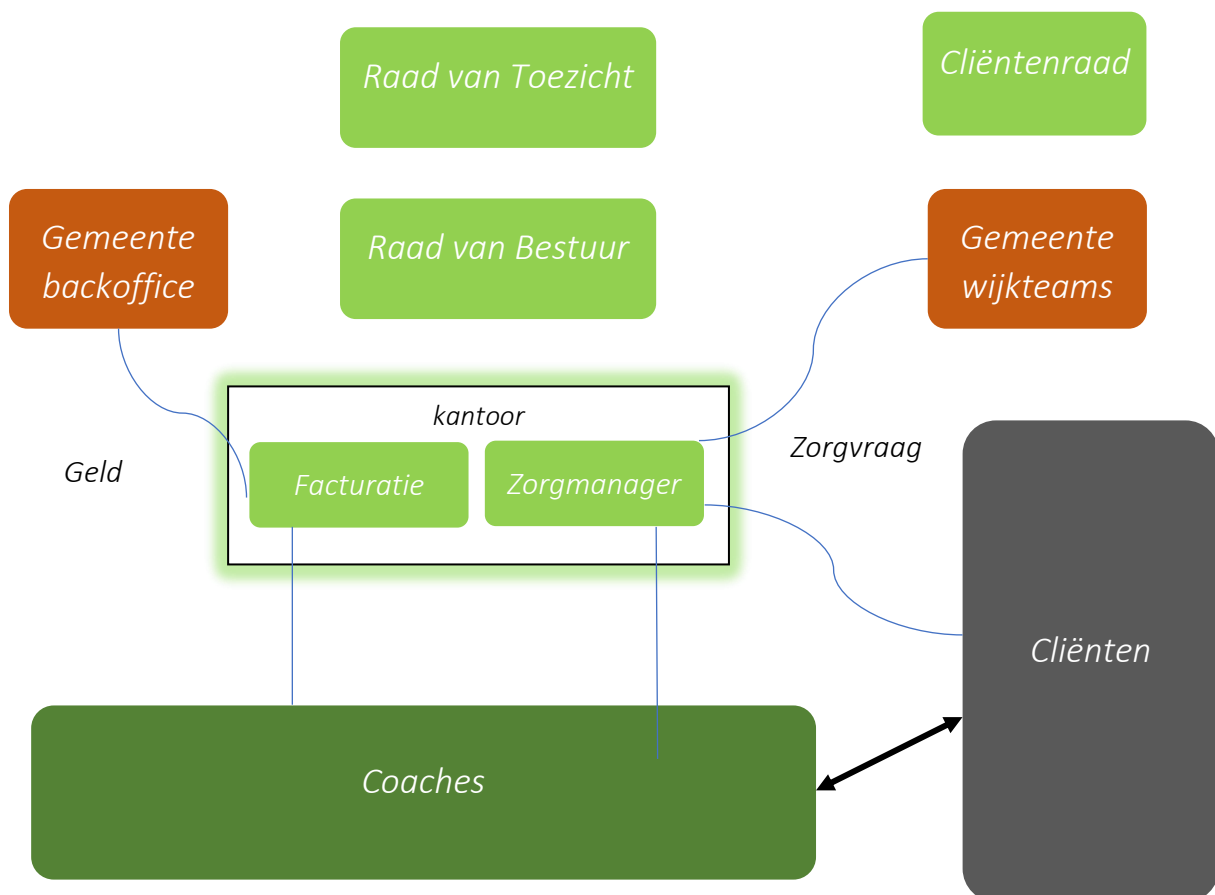 Raad van Toezicht
Cliëntenraad
Gemeente
backoffice
Raad van Bestuur
Gemeente
wijkteams
kantoor
Geld
Facturatie
Zorgmanager
Zorgvraag
Cliënten
Coaches